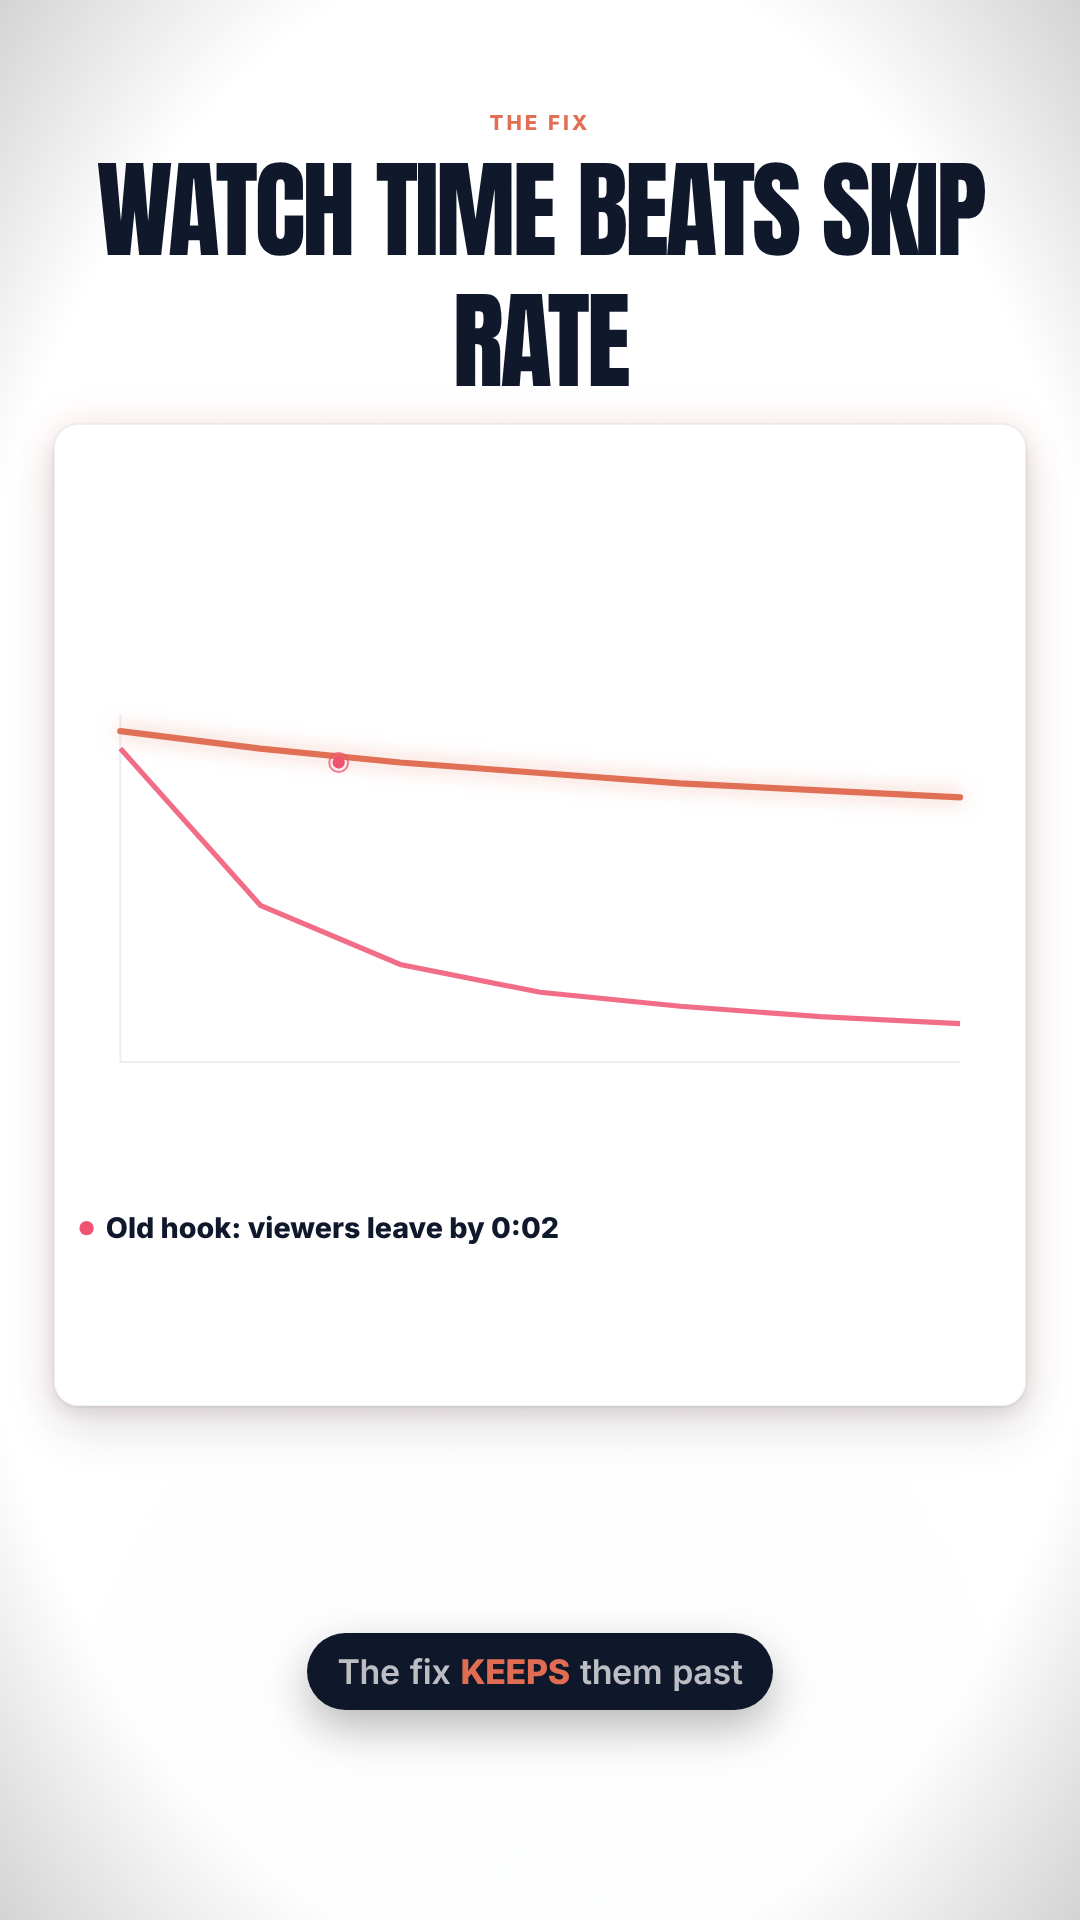 THE FIX
WATCH TIME BEATS SKIP
RATE
Old hook: viewers leave by 0:02
The fix KEEPS them past